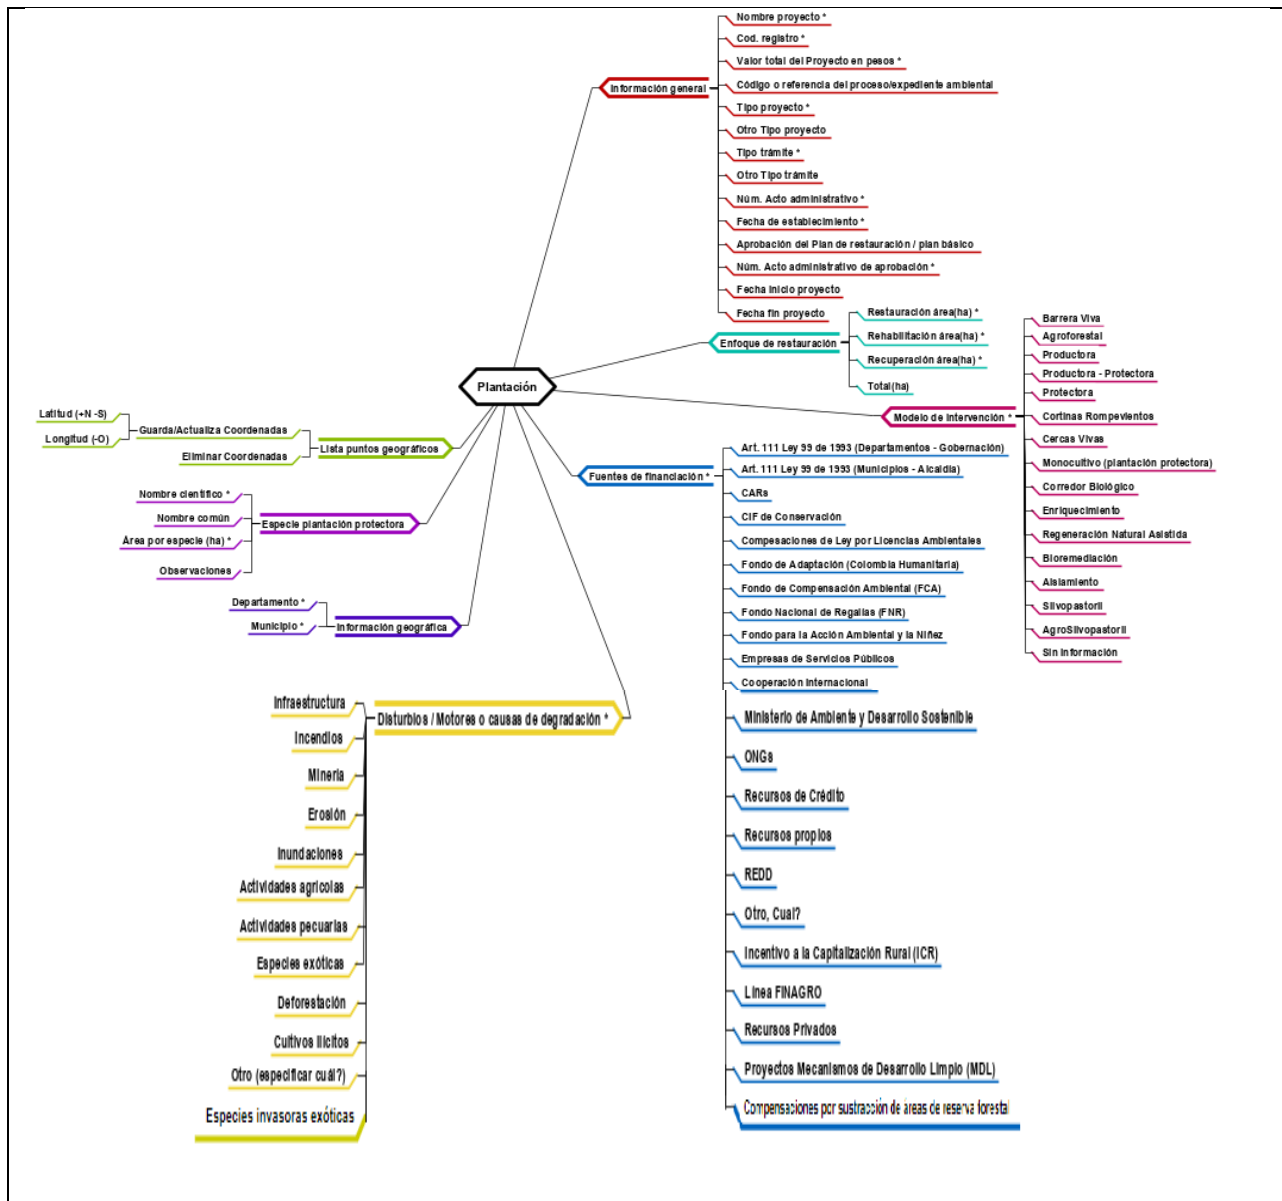 Plantación
Información general
Nombre proyecto *
Cod. registro *
Valor total del Proyecto en pesos *
Código o referencia del proceso/expediente ambiental
Tipo proyecto *
Otro Tipo proyecto
Tipo trámite *
Otro Tipo trámite
Núm. Acto administrativo *
Fecha de establecimiento *
Aprobación del Plan de restauración / plan básico
Núm. Acto administrativo de aprobación *
Fecha inicio proyecto
Fecha fin proyecto
Enfoque de restauración
Restauración área(ha) *
Rehabilitación área(ha) *
Recuperación área(ha) *
Total(ha)
Modelo de intervención *
Barrera Viva
Agroforestal
Productora
Productora - Protectora
Protectora
Cortinas Rompevientos
Cercas Vivas
Monocultivo (plantación protectora)
Corredor Biológico
Enriquecimiento
Regeneración Natural Asistida
Bioremediación
Aislamiento
Silvopastoril
AgroSilvopastoril
Sin información
Fuentes de financiación *
Art. 111 Ley 99 de 1993 (Departamentos - Gobernación)
Art. 111 Ley 99 de 1993 (Municipios - Alcaldía)
CARs
CIF de Conservación
Compesaciones de Ley por Licencias Ambientales
Fondo de Adaptación (Colombia Humanitaria)
Fondo de Compensación Ambiental (FCA)
Fondo Nacional de Regalías (FNR)
Fondo para la Acción Ambiental y la Niñez
Empresas de Servicios Públicos
Cooperación Internacional
Ministerio de Ambiente y Desarrollo Sostenible
ONGs
Recursos de Crédito
Recursos propios
REDD
Otro, Cual?
Incentivo a la Capitalización Rural (ICR)
Línea FINAGRO
Recursos Privados
Proyectos Mecanismos de Desarrollo Limpio (MDL)
Compensaciones por sustracción de áreas de reserva forestal
Lista puntos geográficos
Guarda/Actualiza Coordenadas
Latitud (+N -S)
Longitud (-O)
Eliminar Coordenadas
Especie plantación protectora
Nombre científico *
Nombre común
Área por especie (ha) *
Observaciones
Información geográfica
Departamento *
Municipio *
Disturbios / Motores o causas de degradación *
Infraestructura
Incendios
Minería
Erosión
Inundaciones
Actividades agrícolas
Actividades pecuarias
Especies exóticas
Deforestación
Cultivos ilícitos
Otro (especificar cuál?)
Especies invasoras exóticas